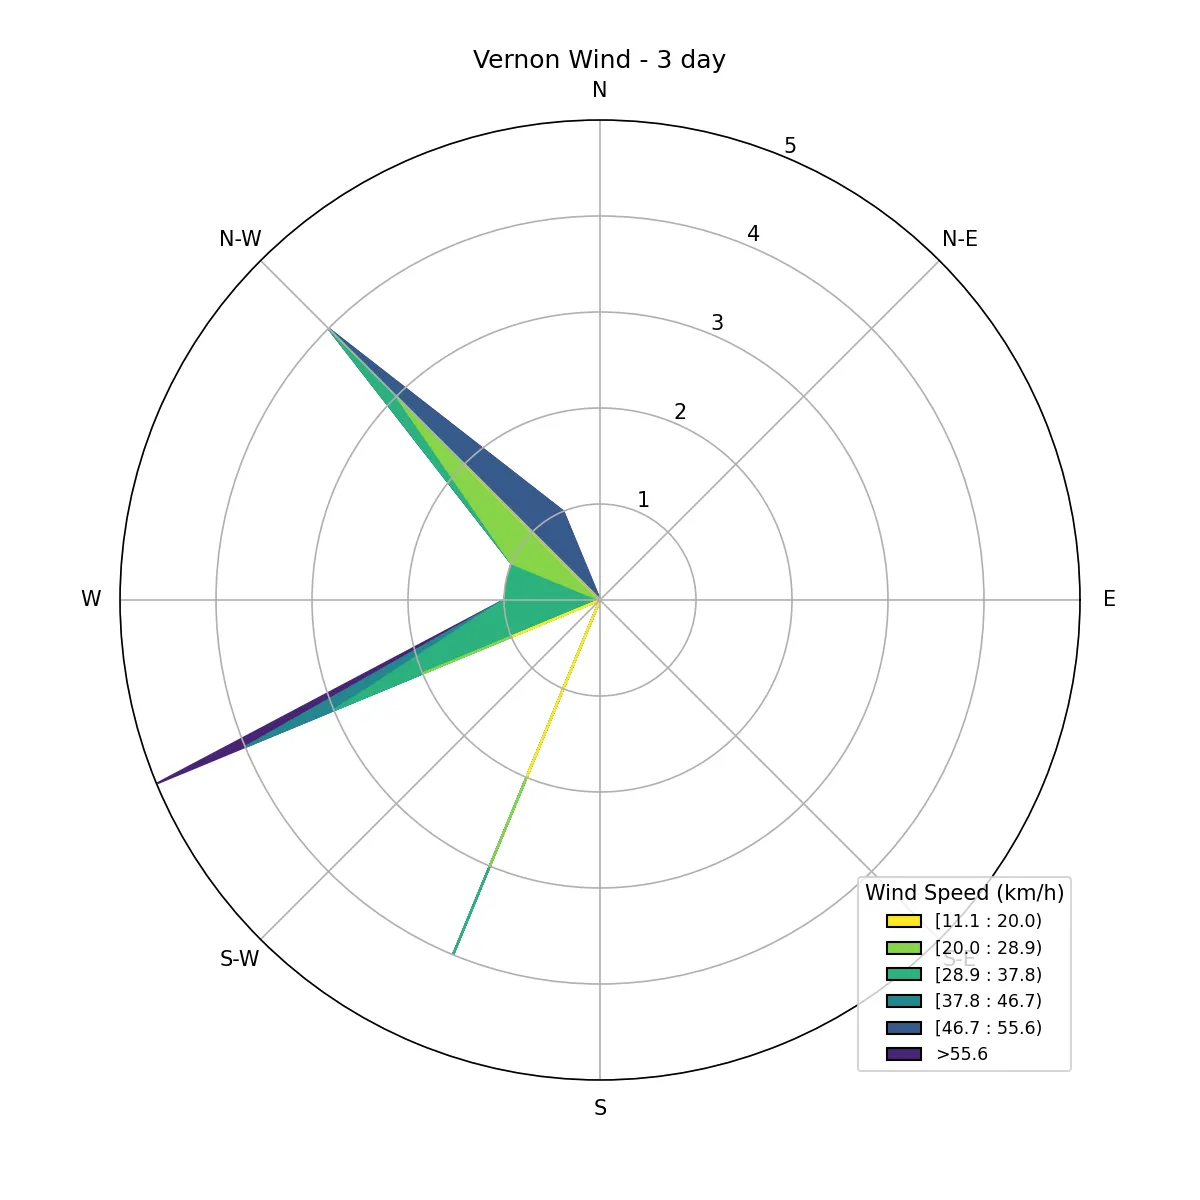 Vernon Wind - 3 day
N
5
N-W
N-E
4
3
2
1
W
E
S-W
S-E
S
Wind Speed (km/h)
[11.1 : 20.0)
[20.0 : 28.9)
[28.9 : 37.8)
[37.8 : 46.7)
[46.7 : 55.6)
>55.6